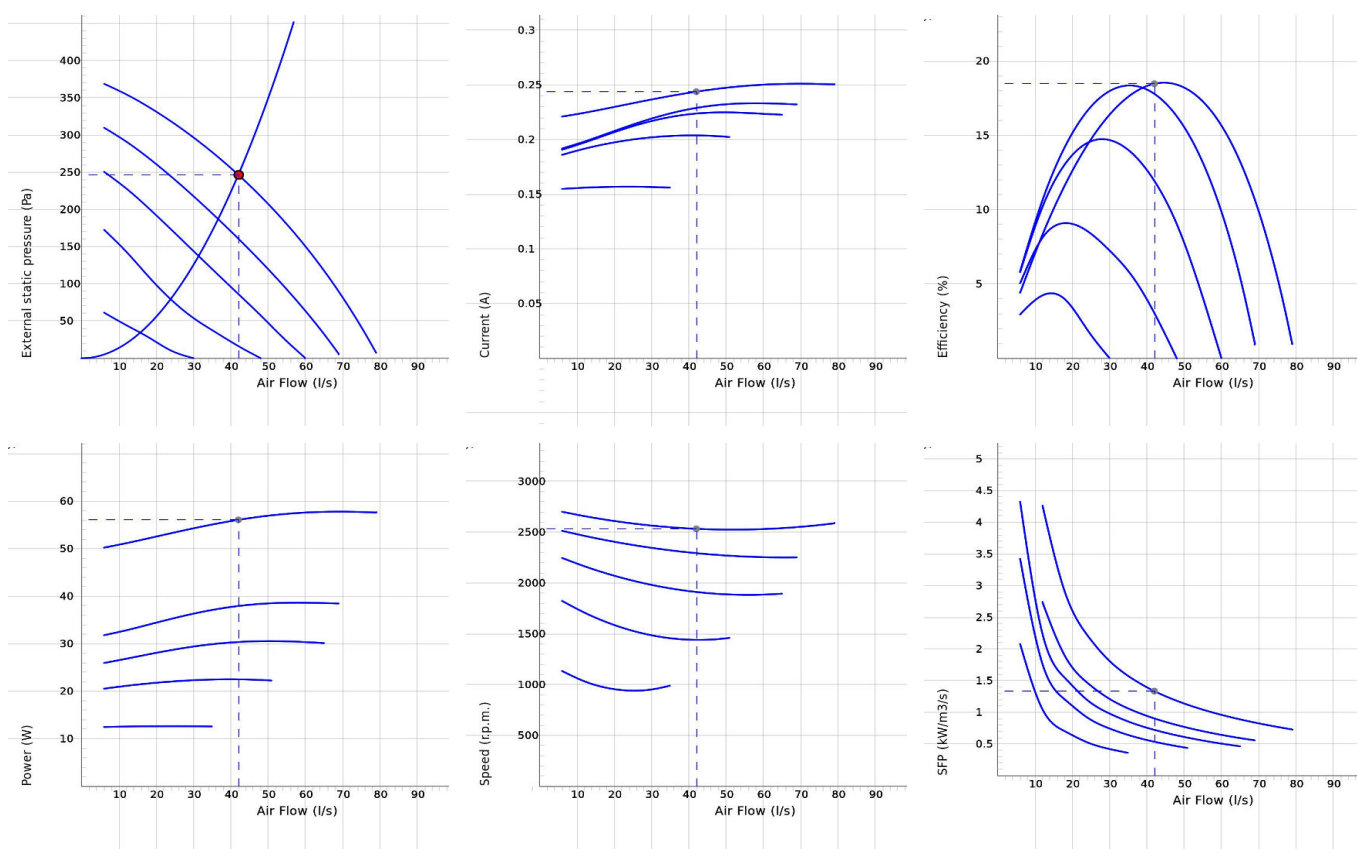 400
350
300
250
200
150
100
50
10 20 30 40 50 60 70 80 90
Air Flow (l/s)
External static pressure (Pa)
0.3
0.25
0.2
0.15
0.1
0.05
10 20 30 40 50 60 70 80 90
Air Flow (l/s)
Current (A)
20
15
10
5
10 20 30 40 50 60 70 80 90
Air Flow (l/s)
Efficiency (%)
60
50
40
30
20
10
10 20 30 40 50 60 70 80 90
Air Flow (l/s)
Power (W)
3000
2500
2000
1500
1000
500
10 20 30 40 50 60 70 80 90
Air Flow (l/s)
Speed (r.p.m.)
5
4.5
4
3.5
3
2.5
2
1.5
1
0.5
10 20 30 40 50 60 70 80 90
Air Flow (l/s)
SFP (kW/m3/s)